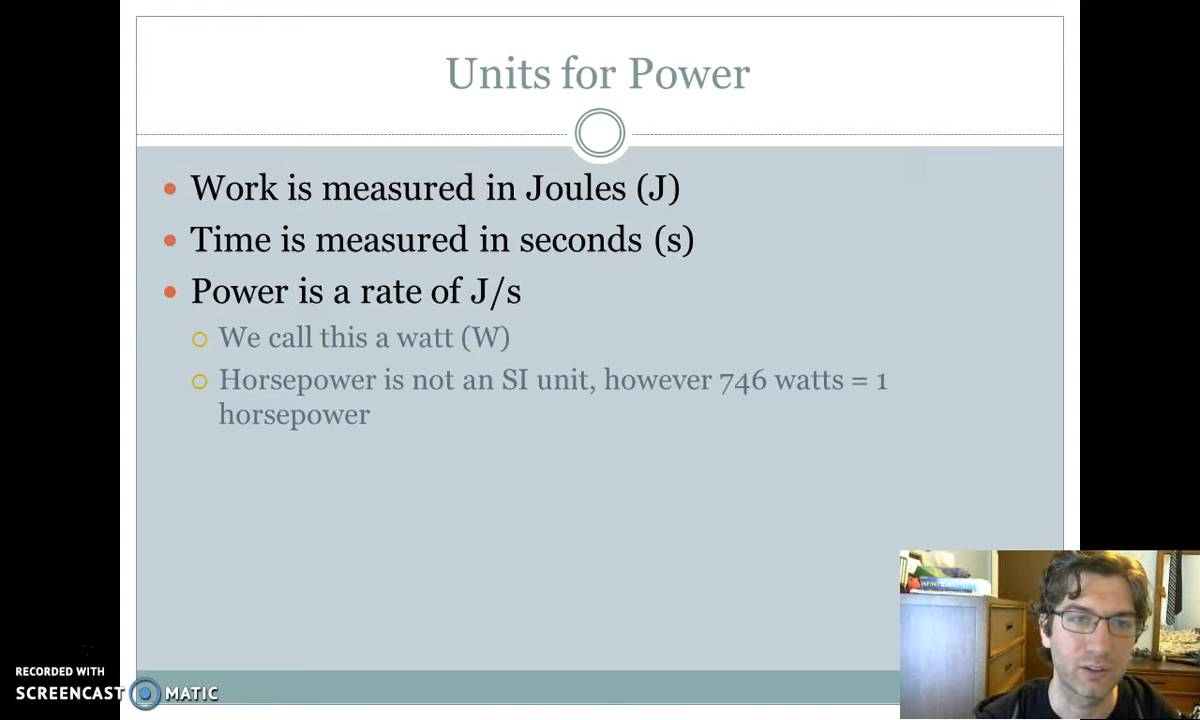 Units for Power
Work is measured in Joules (J)
Time is measured in seconds (s)
Power is a rate of J/s
We call this a watt (W)
Horsepower is not an SI unit, however 746 watts = 1
horsepower
RECORDED WITH
SCREENCAST MATIC